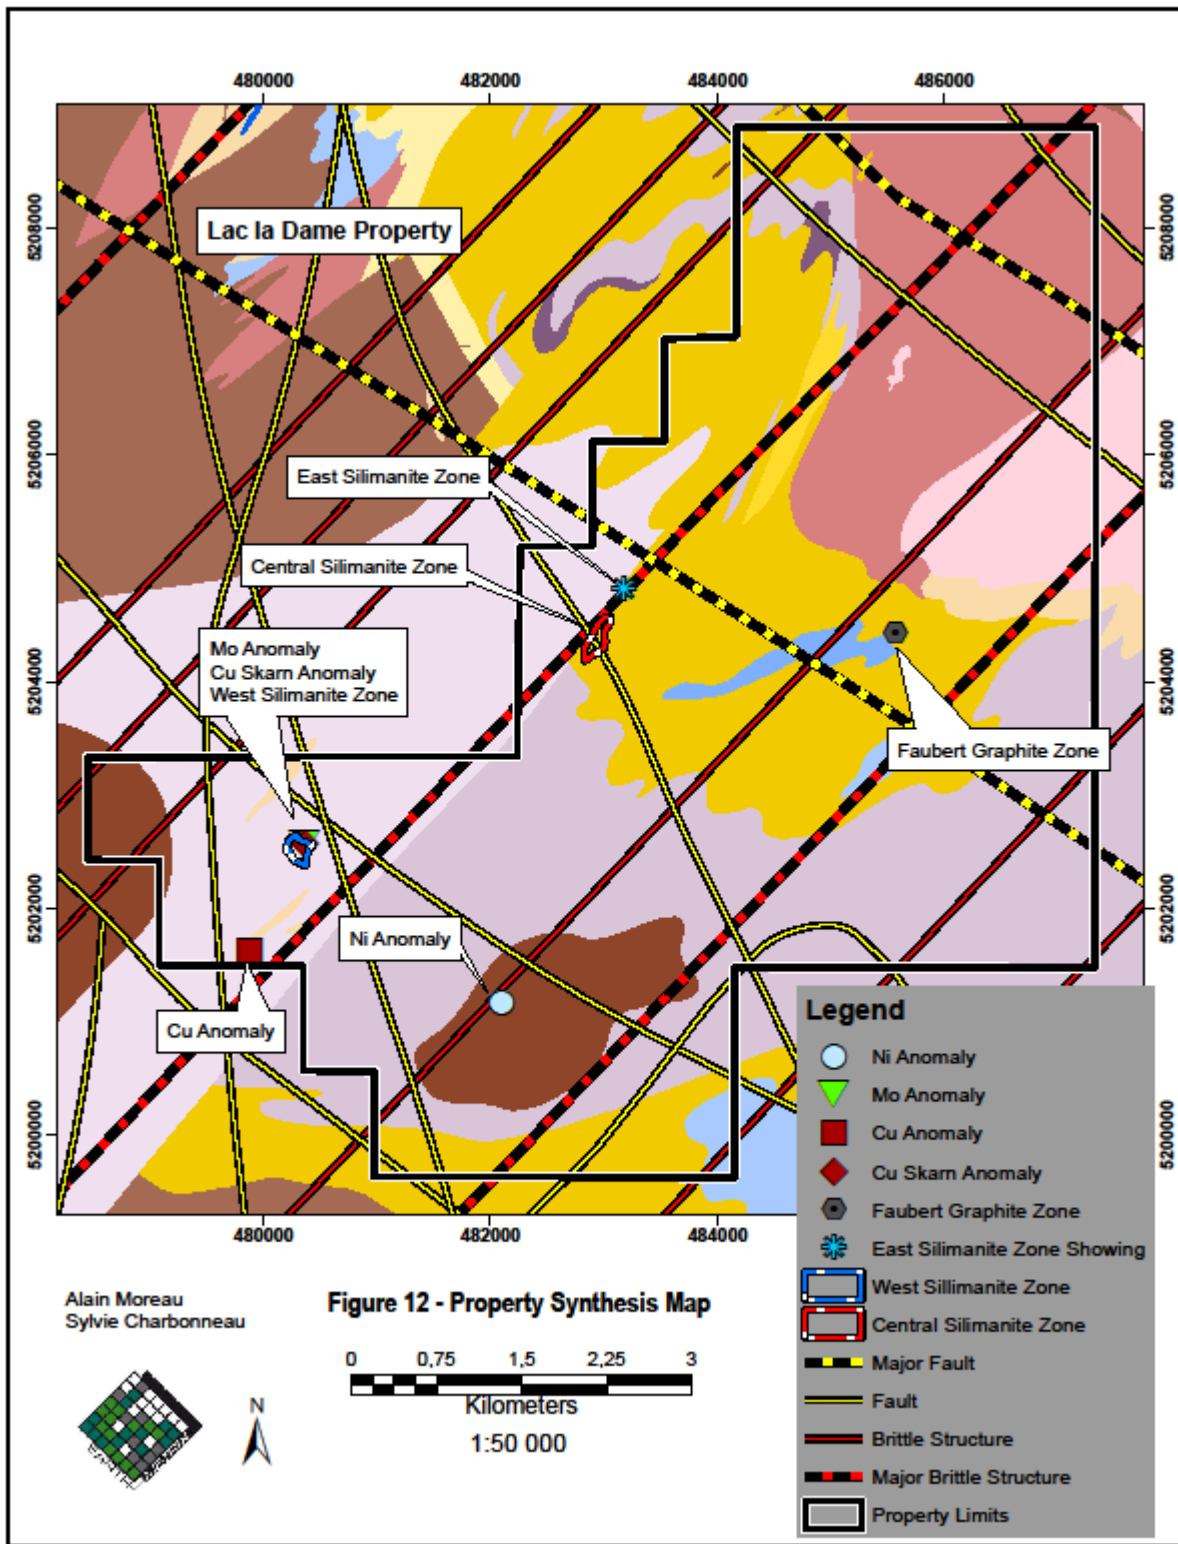 480000
482000
484000
486000
5208000
5208000
Lac la Dame Property
5206000
5206000
East Silimanite Zone
Central Silimanite Zone
Mo Anomaly
Cu Skarn Anomaly
West Silimanite Zone
5204000
5204000
Faubert Graphite Zone
5202000
5202000
Ni Anomaly
Cu Anomaly
5200000
5200000
480000
482000
484000
Legend
Ni Anomaly
Mo Anomaly
Cu Anomaly
Cu Skarn Anomaly
Faubert Graphite Zone
East Silimanite Zone Showing
West Sillimanite Zone
Central Silimanite Zone
Major Fault
Fault
Brittle Structure
Major Brittle Structure
Property Limits
Alain Moreau
Sylvie Charbonneau
Figure 12 - Property Synthesis Map
0 0,75 1,5 2,25 3
Kilometers
1:50 000
N